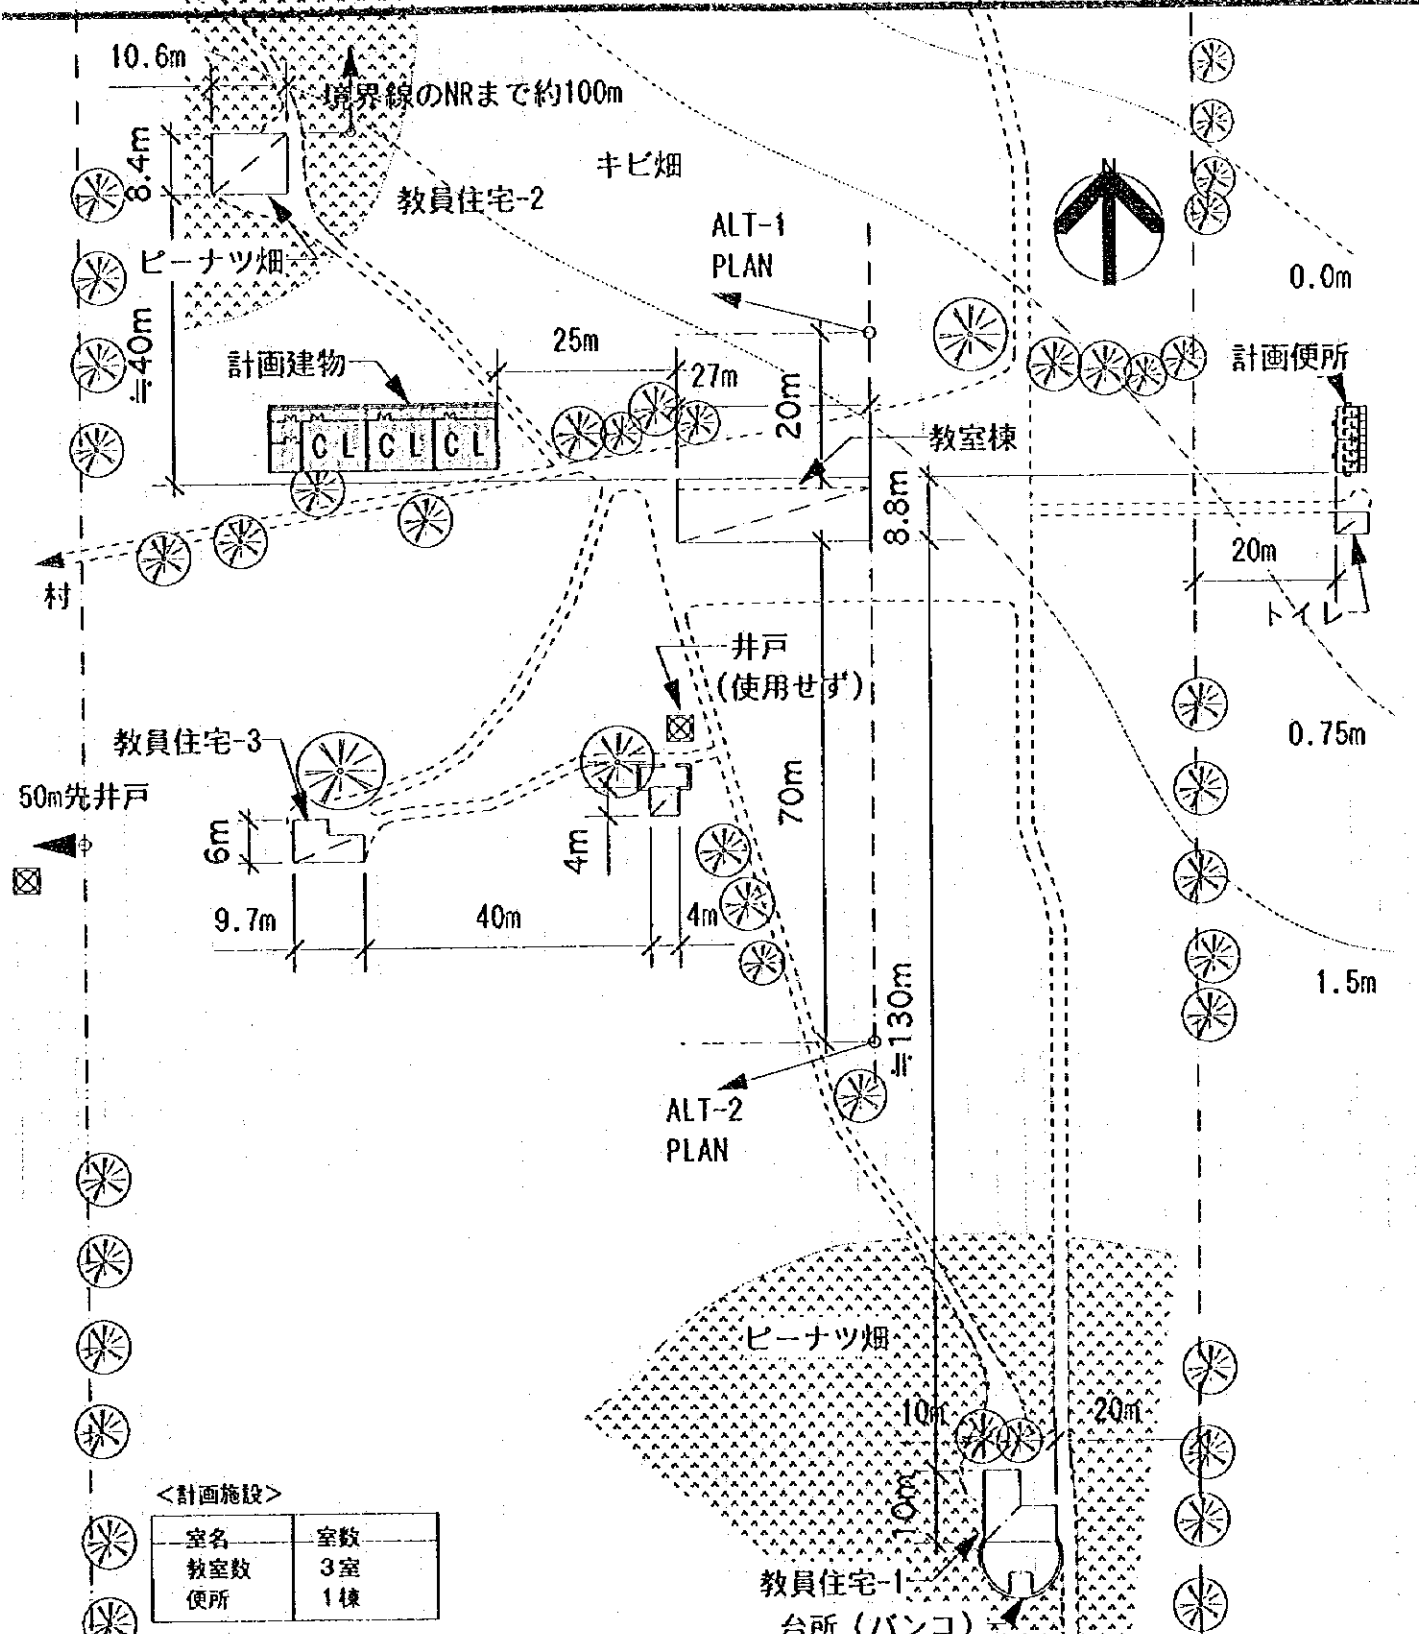 10.6m
境界線のNRまで約100m
8.4m
キビ畑
N
教員住宅-2
ALT-1
PLAN
ピーナツ畑
0.0m
≒40m
25m
計画建物
27m
20m
計画便所
CL CL CL
教室棟
8.8m
20m
村
トイレ
井戸
(使用せず)
教員住宅-3
0.75m
50m先井戸
70m
6m
4m
9.7m
40m
4m
1.5m
≒130m
ALT-2
PLAN
ピーナツ畑
10m
20m
10m
<計画施設>
室名 室数
教室数 3室
便所 1棟
教員住宅-1
台所 (バンコ)